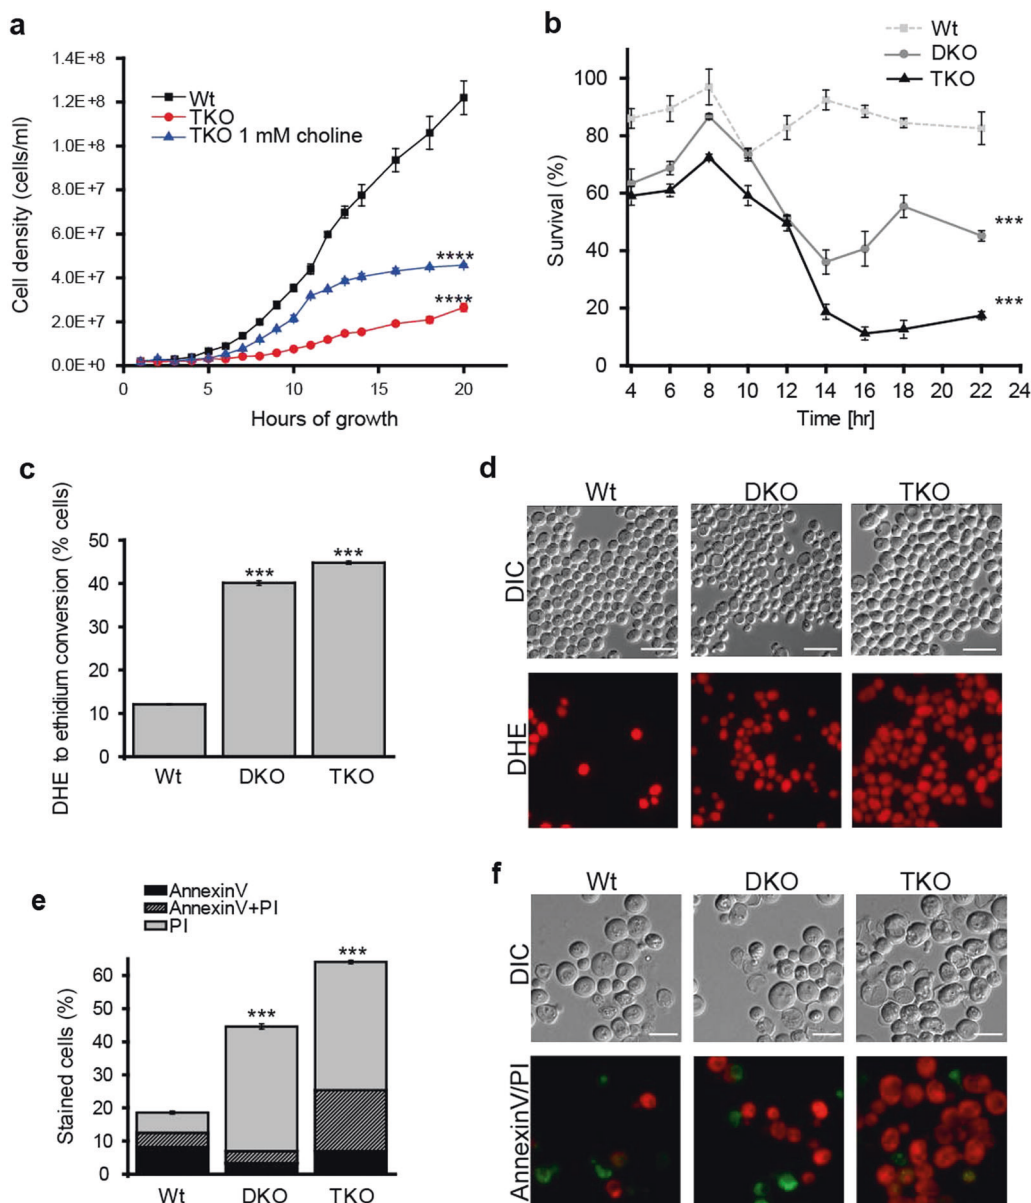 a
1.4E+8
1.2E+8
1.0E+8
8.0E+7
6.0E+7
4.0E+7
2.0E+7
0.0E+0
Cell density (cells/ml)
Wt
TKO
TKO 1 mM choline
****
****
0 5 10 15 20
Hours of growth
b
Wt
DKO
TKO
100
80
60
40
20
0
Survival (%)
***
***
4 6 8 10 12 14 16 18 22 24
Time [hr]
c
DHE to ethidium conversion (% cells)
50
40
30
20
10
0
***
***
Wt DKO TKO
d
Wt DKO TKO
DIC
DHE
e
AnnexinV
AnnexinV+PI
PI
60
50
40
30
20
10
0
Stained cells (%)
***
***
Wt DKO TKO
f
Wt DKO TKO
DIC
AnnexinV/PI